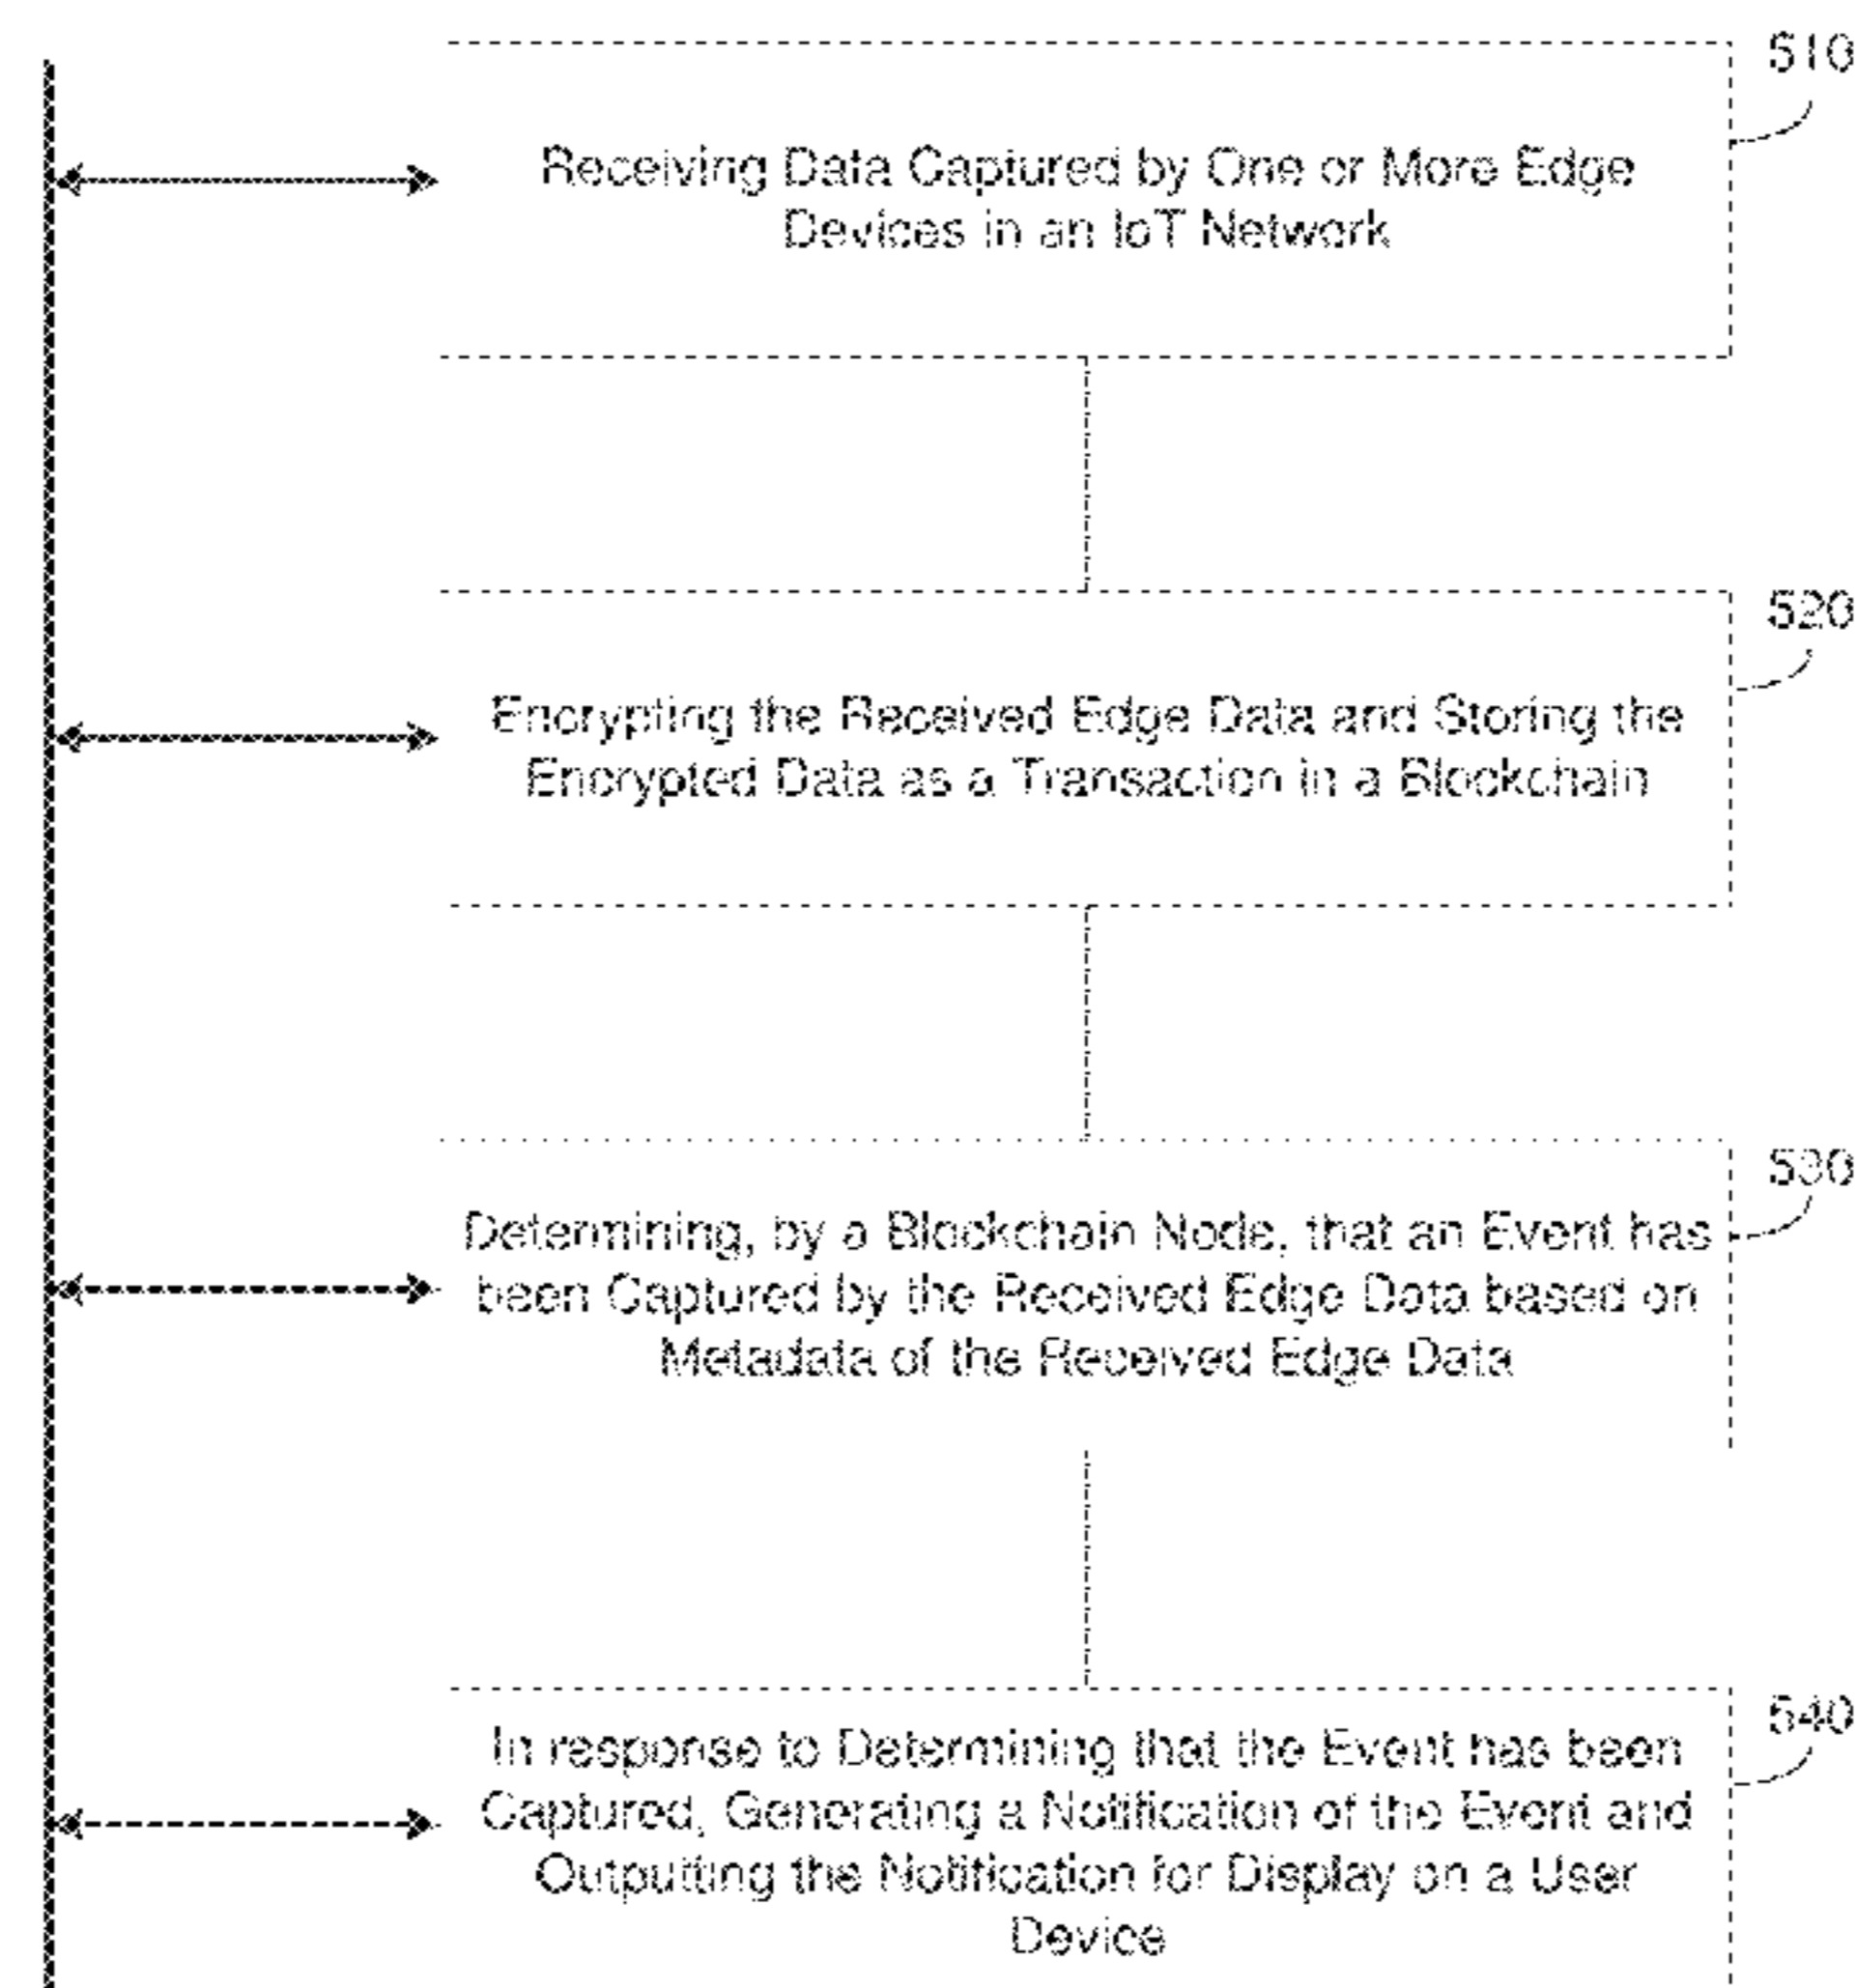 510
Receiving Data Captured by One or More Edge
Devices in an IoT Network
520
Encrypting the Received Edge Data and Storing the
Encrypted Data as a Transaction in a Blockchain
530
Determining, by a Blockchain Node, that an Event has
been Captured by the Received Edge Data based on
Metadata of the Received Edge Data
540
In response to Determining that the Event has been
Captured, Generating a Notification of the Event and
Outputting the Notification for Display on a User
Device